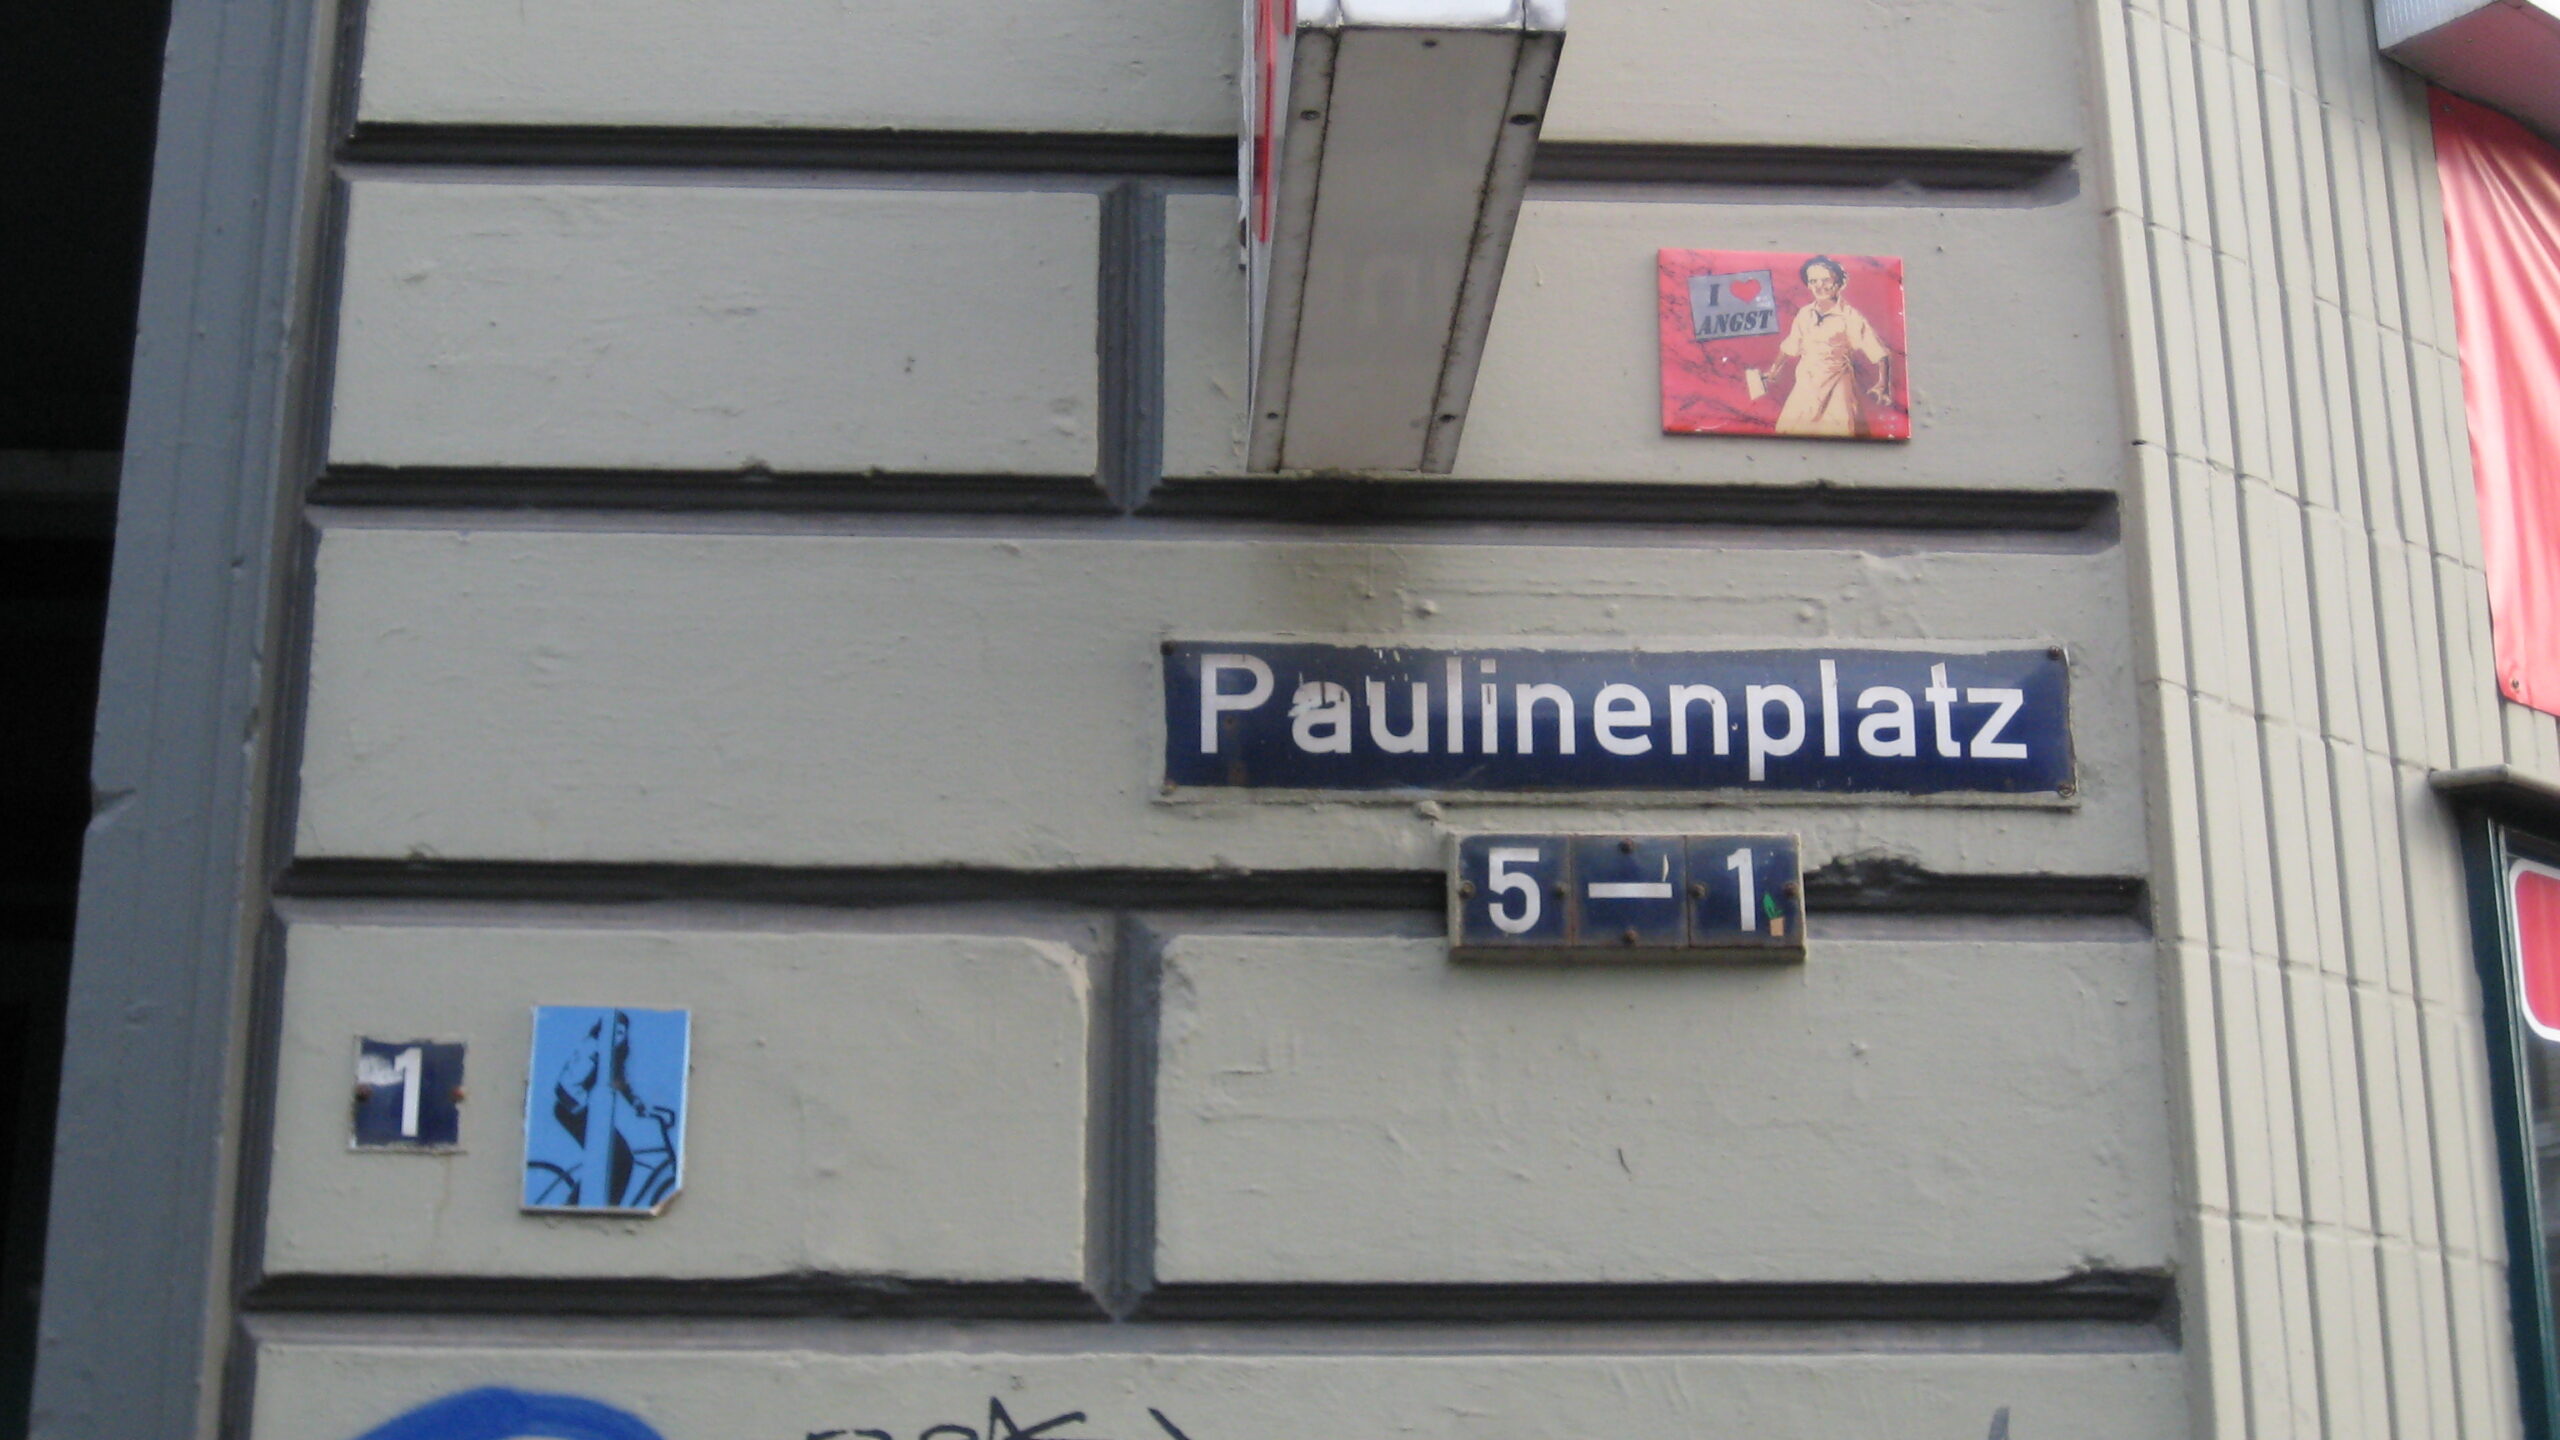 I ♥
ANGST
Paulinenplatz
5 — 1
1